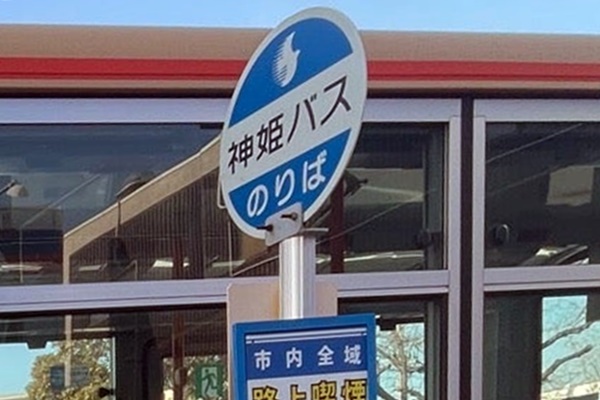 神姫バス
のりば
市内全域
路上喫煙